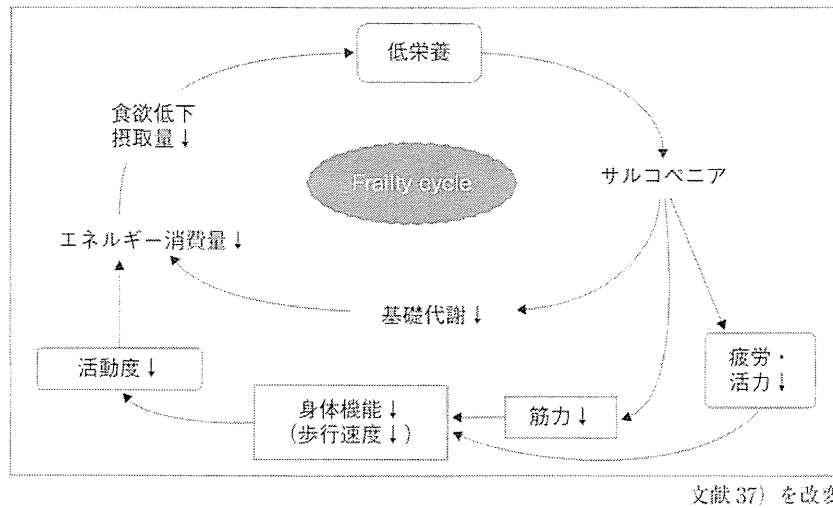 低栄養
食欲低下
摂取量↓
Frailty cycle
サルコペニア
エネルギー消費量↓
基礎代謝↓
疲労・
活力↓
活動度↓
身体機能↓
(歩行速度↓)
筋力↓
文献 37) を改変